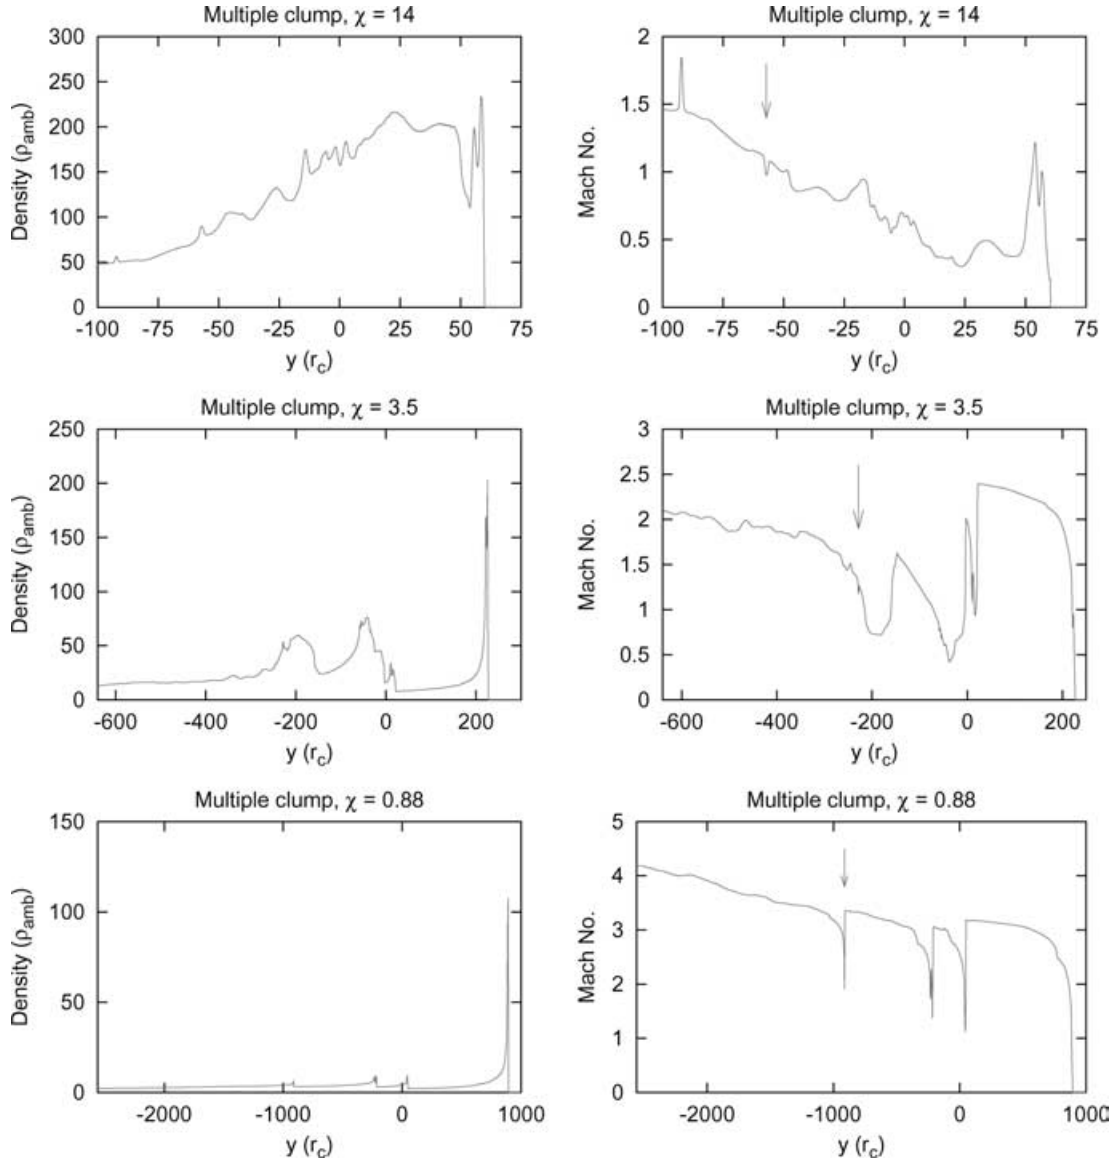 Multiple clump, χ = 14
Density (ρamb)
300
250
200
150
100
50
0
-100 -75 -50 -25 0 25 50 75
y (rc)
Multiple clump, χ = 14
Mach No.
2
1.5
1
0.5
0
-100 -75 -50 -25 0 25 50 75
y (rc)
Multiple clump, χ = 3.5
Density (ρamb)
250
200
150
100
50
0
-600 -400 -200 0 200
y (rc)
Multiple clump, χ = 3.5
Mach No.
3
2.5
2
1.5
1
0.5
0
-600 -400 -200 0 200
y (rc)
Multiple clump, χ = 0.88
Density (ρamb)
150
100
50
0
-2000 -1000 0 1000
y (rc)
Multiple clump, χ = 0.88
Mach No.
5
4
3
2
1
0
-2000 -1000 0 1000
y (rc)